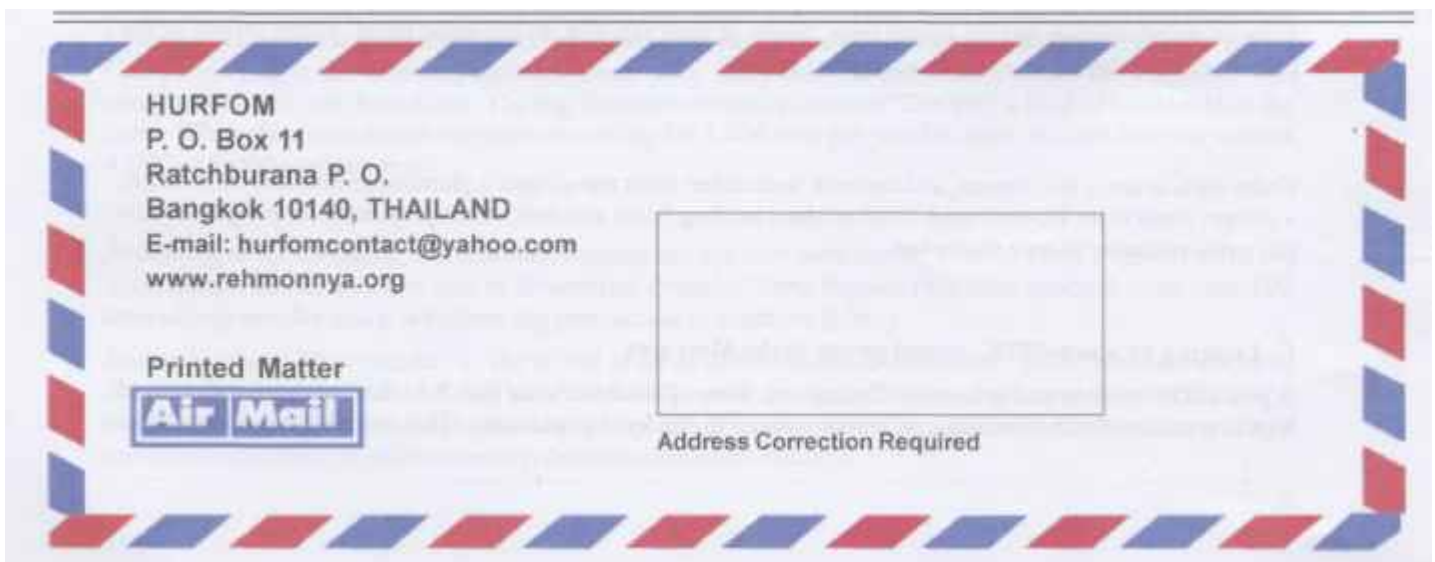 HURFOM
P. O. Box 11
Ratchburana P. O.
Bangkok 10140, THAILAND
E-mail: hurfomcontact@yahoo.com
www.rehmonnya.org
Printed Matter
Air Mail
Address Correction Required